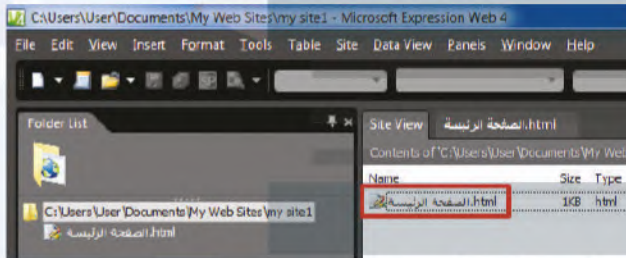 C:\Users\User\Documents\My Web Sites\my site1 - Microsoft Expression Web 4
File Edit View Insert Format Tools Table Site Data View Panels Window Help
Folder List
Site View الصفحة الرئيسة.html
Contents of 'C:\Users\User\Documents\My Web
Name Size Type
الصفحة الرئيسة.html 1KB html
C:\Users\User\Documents\My Web Sites\my site1
الصفحة الرئيسة.html